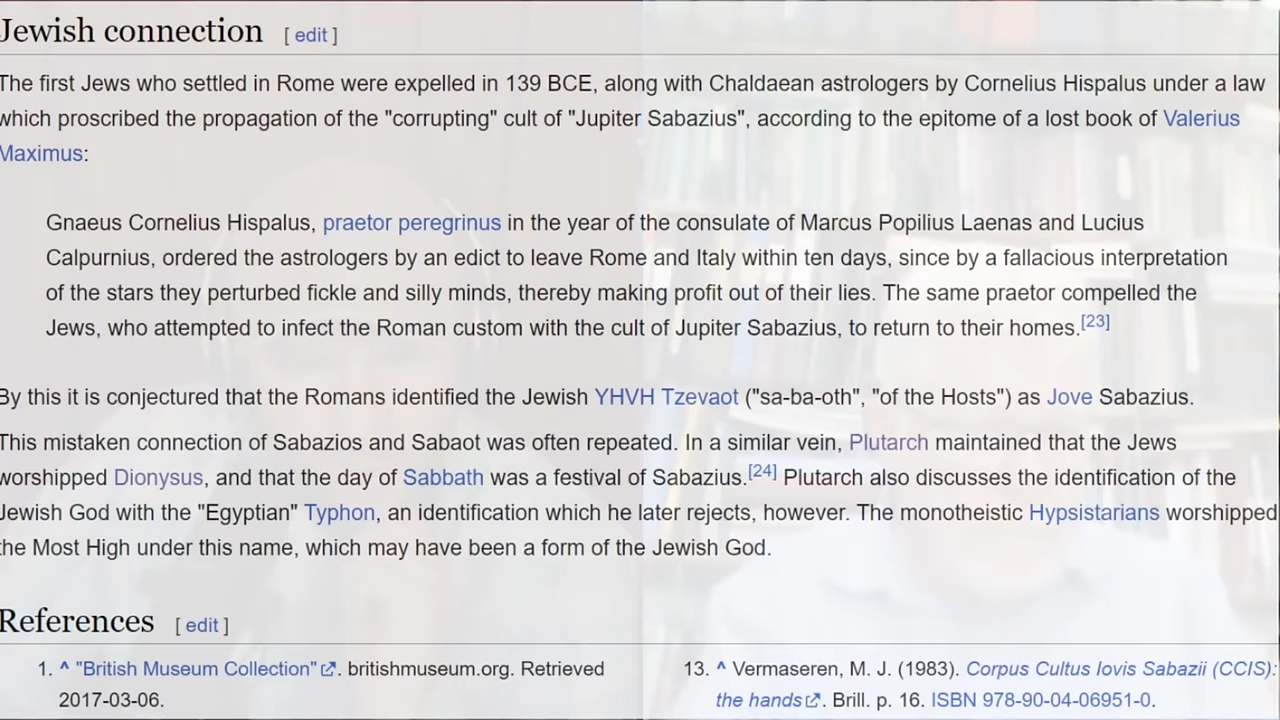 Jewish connection [ edit ]
The first Jews who settled in Rome were expelled in 139 BCE, along with Chaldaean astrologers by Cornelius Hispalus under a law
which proscribed the propagation of the "corrupting" cult of "Jupiter Sabazius", according to the epitome of a lost book of Valerius
Maximus:
Gnaeus Cornelius Hispalus, praetor peregrinus in the year of the consulate of Marcus Popilius Laenas and Lucius
Calpurnius, ordered the astrologers by an edict to leave Rome and Italy within ten days, since by a fallacious interpretation
of the stars they perturbed fickle and silly minds, thereby making profit out of their lies. The same praetor compelled the
Jews, who attempted to infect the Roman custom with the cult of Jupiter Sabazius, to return to their homes.[23]
By this it is conjectured that the Romans identified the Jewish YHVH Tzevaot ("sa-ba-oth", "of the Hosts") as Jove Sabazius.
This mistaken connection of Sabazios and Sabaot was often repeated. In a similar vein, Plutarch maintained that the Jews
worshipped Dionysus, and that the day of Sabbath was a festival of Sabazius.[24] Plutarch also discusses the identification of the
Jewish God with the "Egyptian" Typhon, an identification which he later rejects, however. The monotheistic Hypsistarians worshipped
the Most High under this name, which may have been a form of the Jewish God.
References [ edit ]
1. ^ "British Museum Collection". britishmuseum.org. Retrieved
2017-03-06.
13. ^ Vermaseren, M. J. (1983). Corpus Cultus Iovis Sabazii (CCIS):
the hands. Brill. p. 16. ISBN 978-90-04-06951-0.